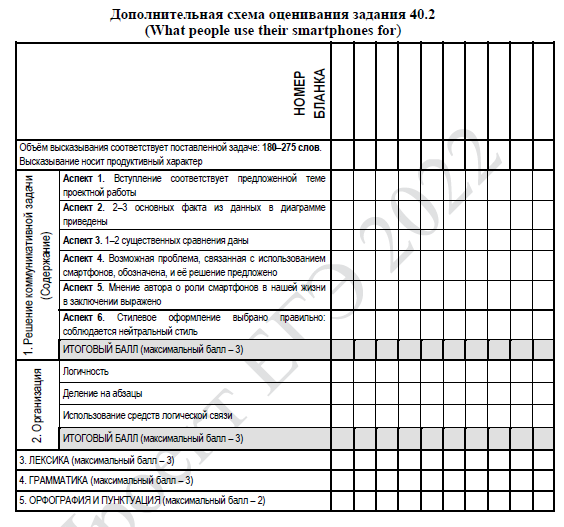 Дополнительная схема оценивания задания 40.2
(What people use their smartphones for)
НОМЕР
БЛАНКА
Объём высказывания соответствует поставленной задаче: 180–275 слов.
Высказывание носит продуктивный характер
1. Решение коммуникативной задачи
(Содержание)
Аспект 1. Вступление соответствует предложенной теме
проектной работы
Аспект 2. 2–3 основных факта из данных в диаграмме
приведены
Аспект 3. 1–2 существенных сравнения даны
Аспект 4. Возможная проблема, связанная с использованием
смартфонов, обозначена, и её решение предложено
Аспект 5. Мнение автора о роли смартфонов в нашей жизни
в заключении выражено
Аспект 6. Стилевое оформление выбрано правильно:
соблюдается нейтральный стиль
ИТОГОВЫЙ БАЛЛ (максимальный балл – 3)
2. Организация
Логичность
Деление на абзацы
Использование средств логической связи
ИТОГОВЫЙ БАЛЛ (максимальный балл – 3)
3. ЛЕКСИКА (максимальный балл – 3)
4. ГРАММАТИКА (максимальный балл – 3)
5. ОРФОГРАФИЯ И ПУНКТУАЦИЯ (максимальный балл – 2)
Проект ЕГЭ 2022